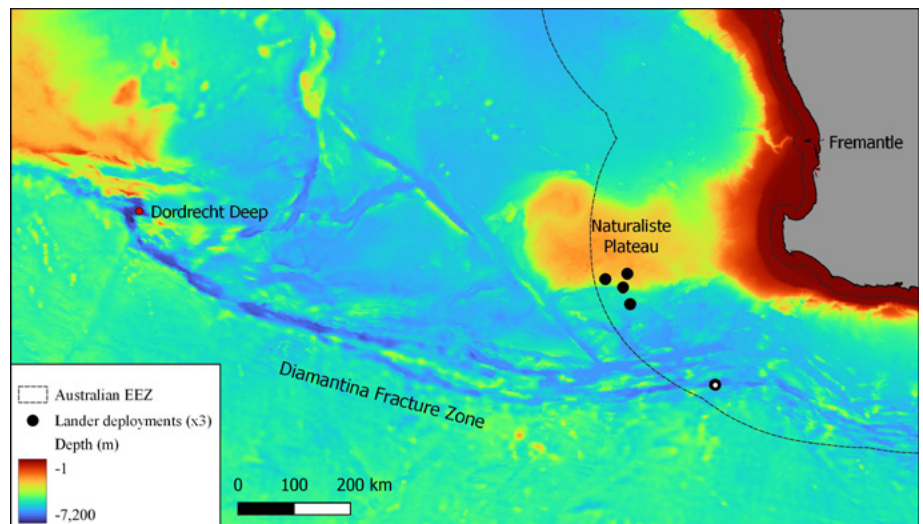 Fremantle
Dordrecht Deep
Naturaliste
Plateau
Diamantina Fracture Zone
Australian EEZ
Lander deployments (x3)
Depth (m)
-1
-7,200
0 100 200 km